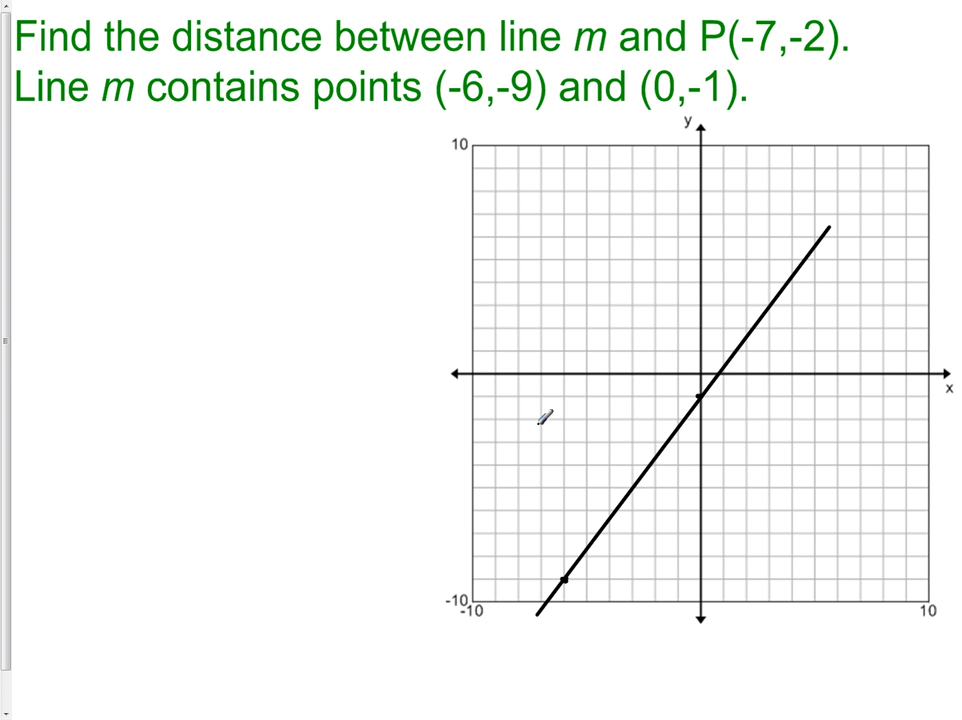 Find the distance between line m and P(-7,-2).
Line m contains points (-6,-9) and (0,-1).
y
10
x
-10
-10
10